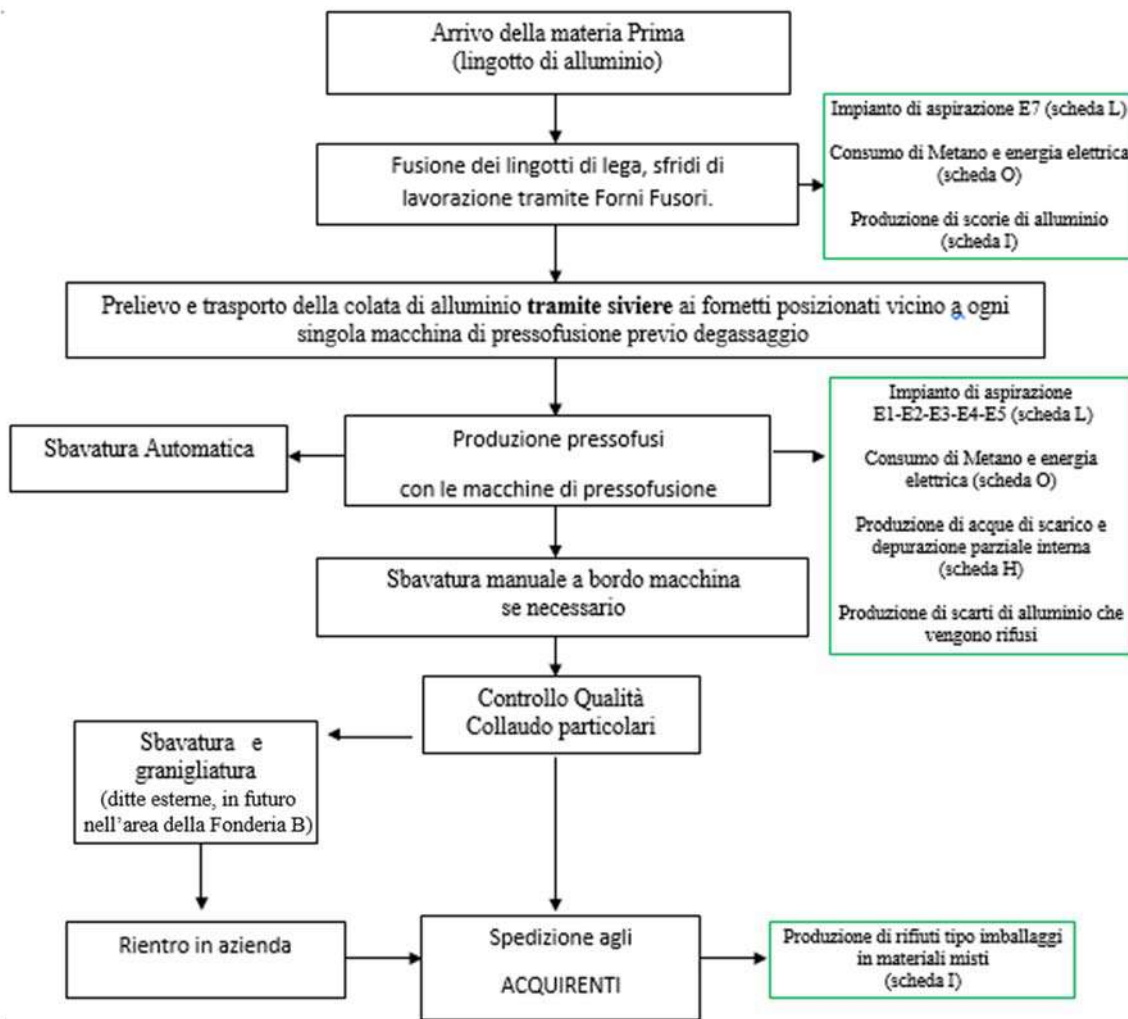 Arrivo della materia Prima
(lingotto di alluminio)
Impianto di aspirazione E7 (scheda L)
Consumo di Metano e energia elettrica
(scheda O)
Produzione di scorie di alluminio
(scheda I)
Fusione dei lingotti di lega, sfridi di
lavorazione tramite Forni Fusori.
Prelievo e trasporto della colata di alluminio tramite siviere ai fornetti posizionati vicino a ogni
singola macchina di pressofusione previo degassaggio
Impianto di aspirazione
E1-E2-E3-E4-E5 (scheda L)
Consumo di Metano e energia
elettrica (scheda O)
Produzione di acque di scarico e
depurazione parziale interna
(scheda H)
Produzione di scarti di alluminio che
vengono rifusi
Sbavatura Automatica
Produzione pressofusi
con le macchine di pressofusione
Sbavatura manuale a bordo macchina
se necessario
Controllo Qualità
Collaudo particolari
Sbavatura e
granigliatura
(ditte esterne, in futuro
nell'area della Fonderia B)
Rientro in azienda
Spedizione agli
ACQUIRENTI
Produzione di rifiuti tipo imballaggi
in materiali misti
(scheda I)